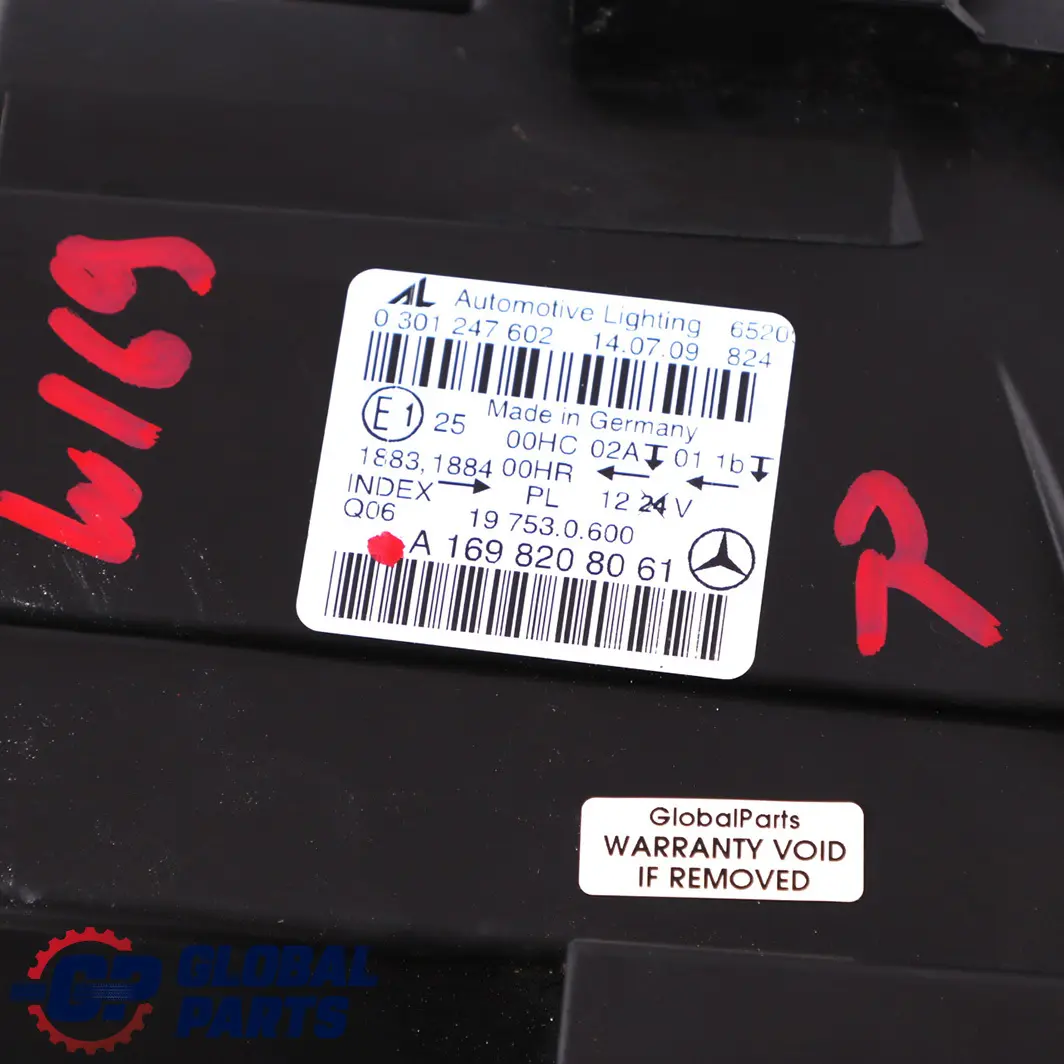 W169
AL Automotive Lighting
0 301 247 602 14.07.09 824
Made in Germany
E1 25 00HC 02A 01 1b
1883, 1884 00HR
INDEX PL 12 24 V
Q06 19 753.0.600
A 169 820 80 61
R
GlobalParts
WARRANTY VOID
IF REMOVED
GP GLOBAL
PARTS